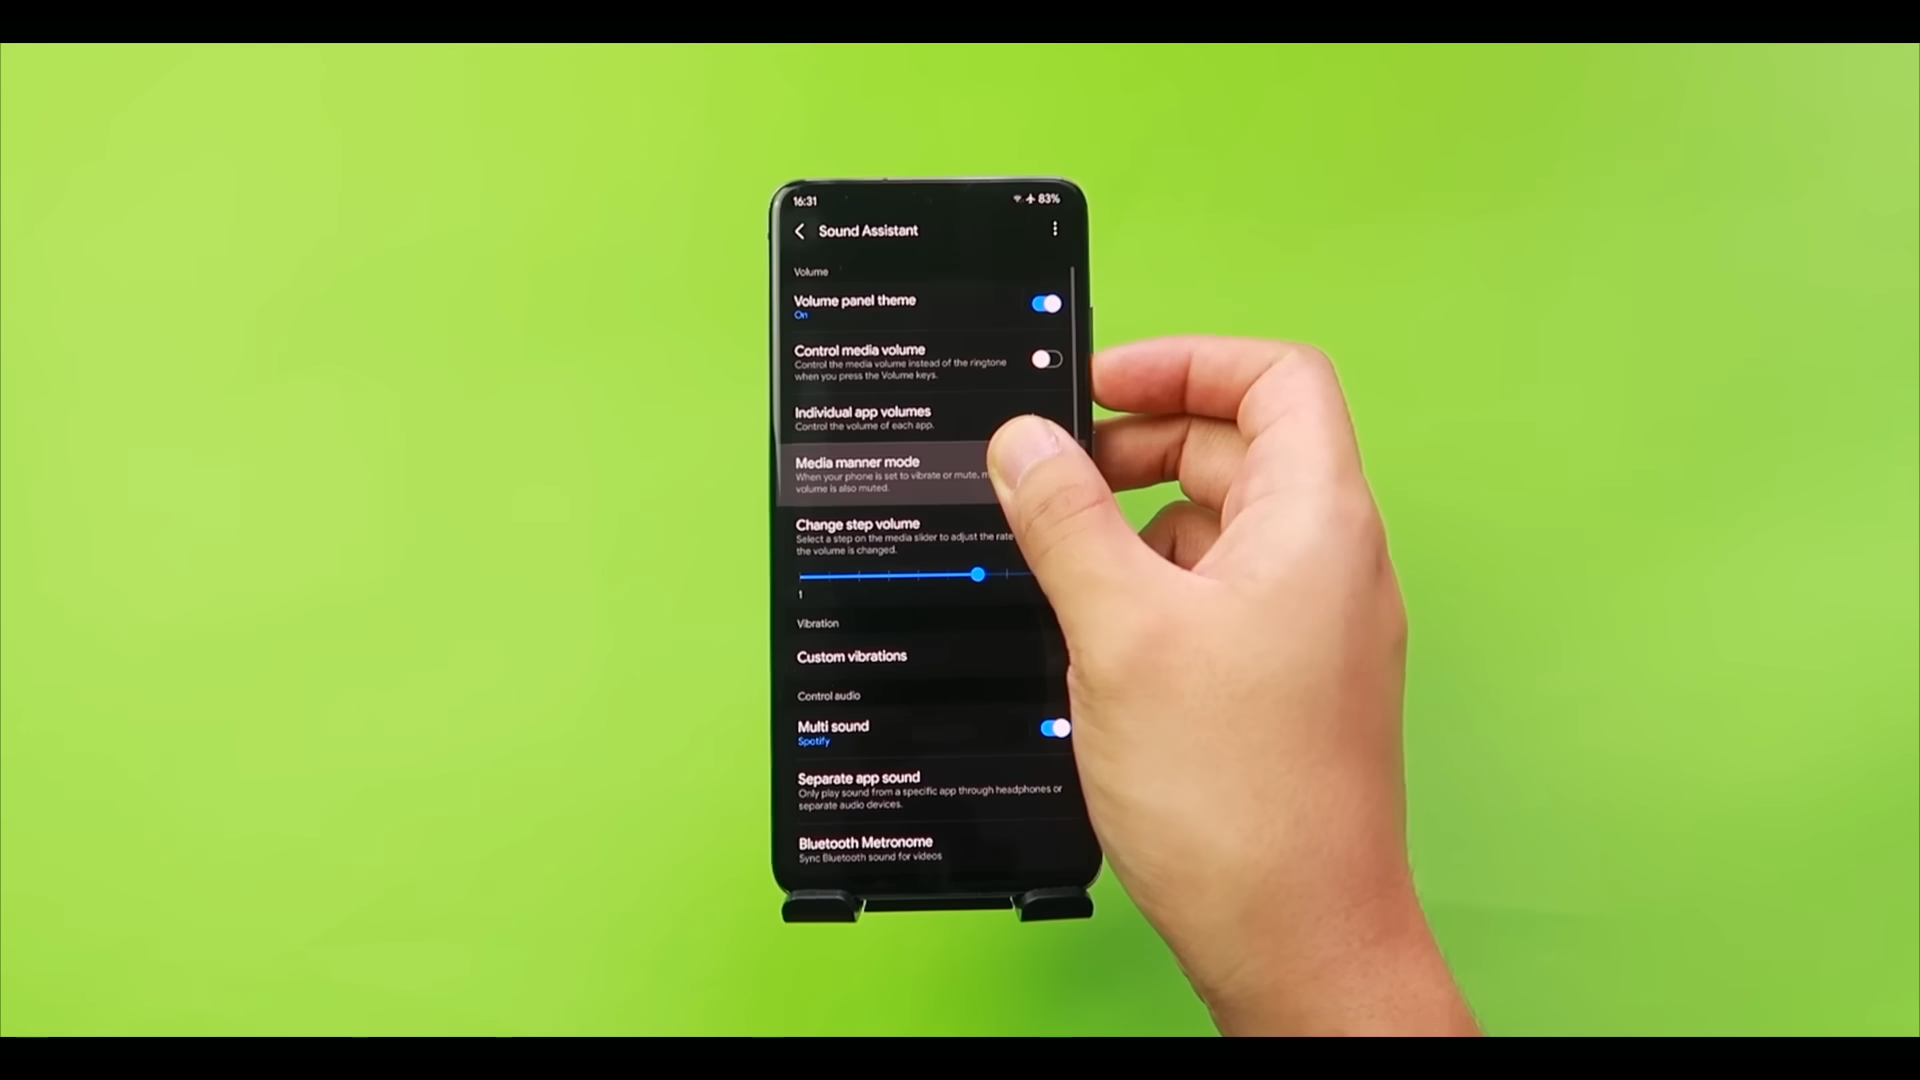 16:31
83%
Sound Assistant
Volume
Volume panel theme
On
Control media volume
Control the media volume instead of the ringtone
when you press the Volume keys.
Individual app volumes
Control the volume of each app.
Media manner mode
When your phone is set to vibrate or mute,
volume is also muted.
Change step volume
Select a step on the media slider to adjust the rate
the volume is changed.
1
Vibration
Custom vibrations
Control audio
Multi sound
Spotify
Separate app sound
Only play sound from a specific app through headphones or
separate audio devices.
Bluetooth Metronome
Sync Bluetooth sound for videos